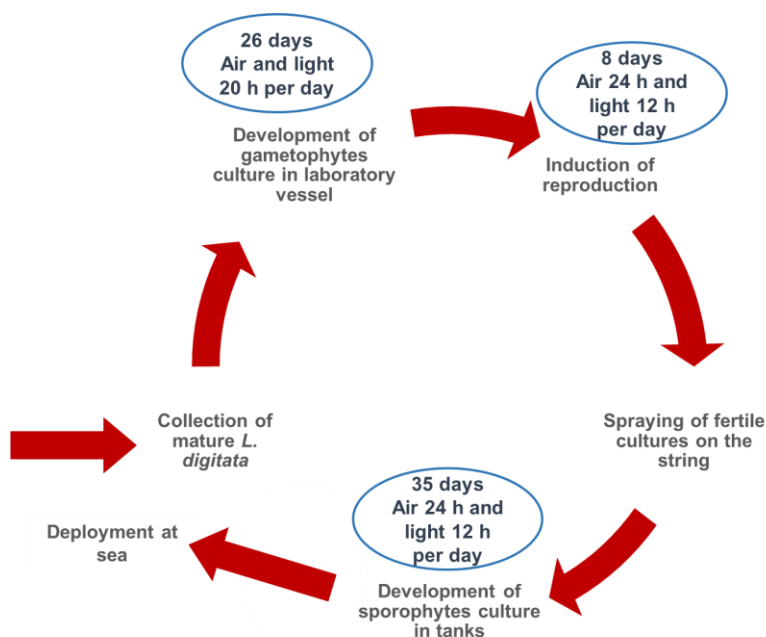 26 days
Air and light
20 h per day
Development of
gametophytes
culture in laboratory
vessel
8 days
Air 24 h and
light 12 h
per day
Induction of
reproduction
Spraying of fertile
cultures on the
string
35 days
Air 24 h and
light 12 h
per day
Development of
sporophytes culture
in tanks
Deployment at
sea
Collection of
mature L.
digitata